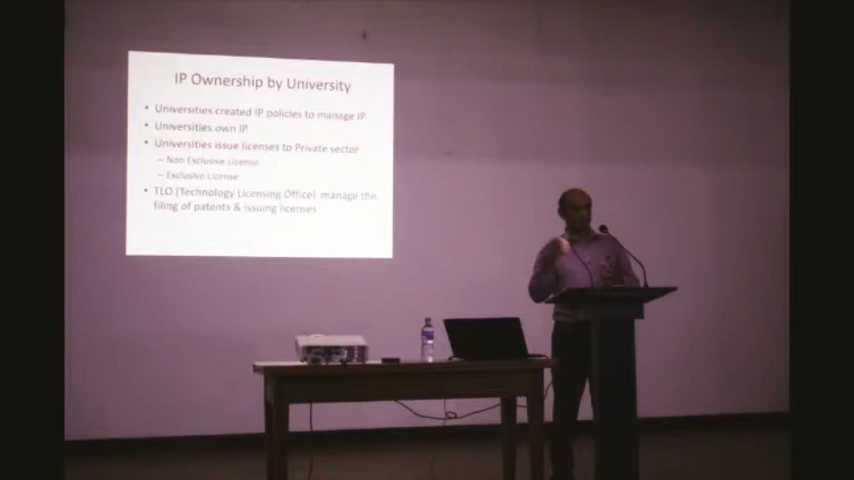 IP Ownership by University
• Universities created IP policies to manage IP
• Universities own IP
• Universities issue licenses to Private sector
– Non Exclusive License
– Exclusive License
• TLO (Technology Licensing Office) manage the
filing of patents & issuing licenses